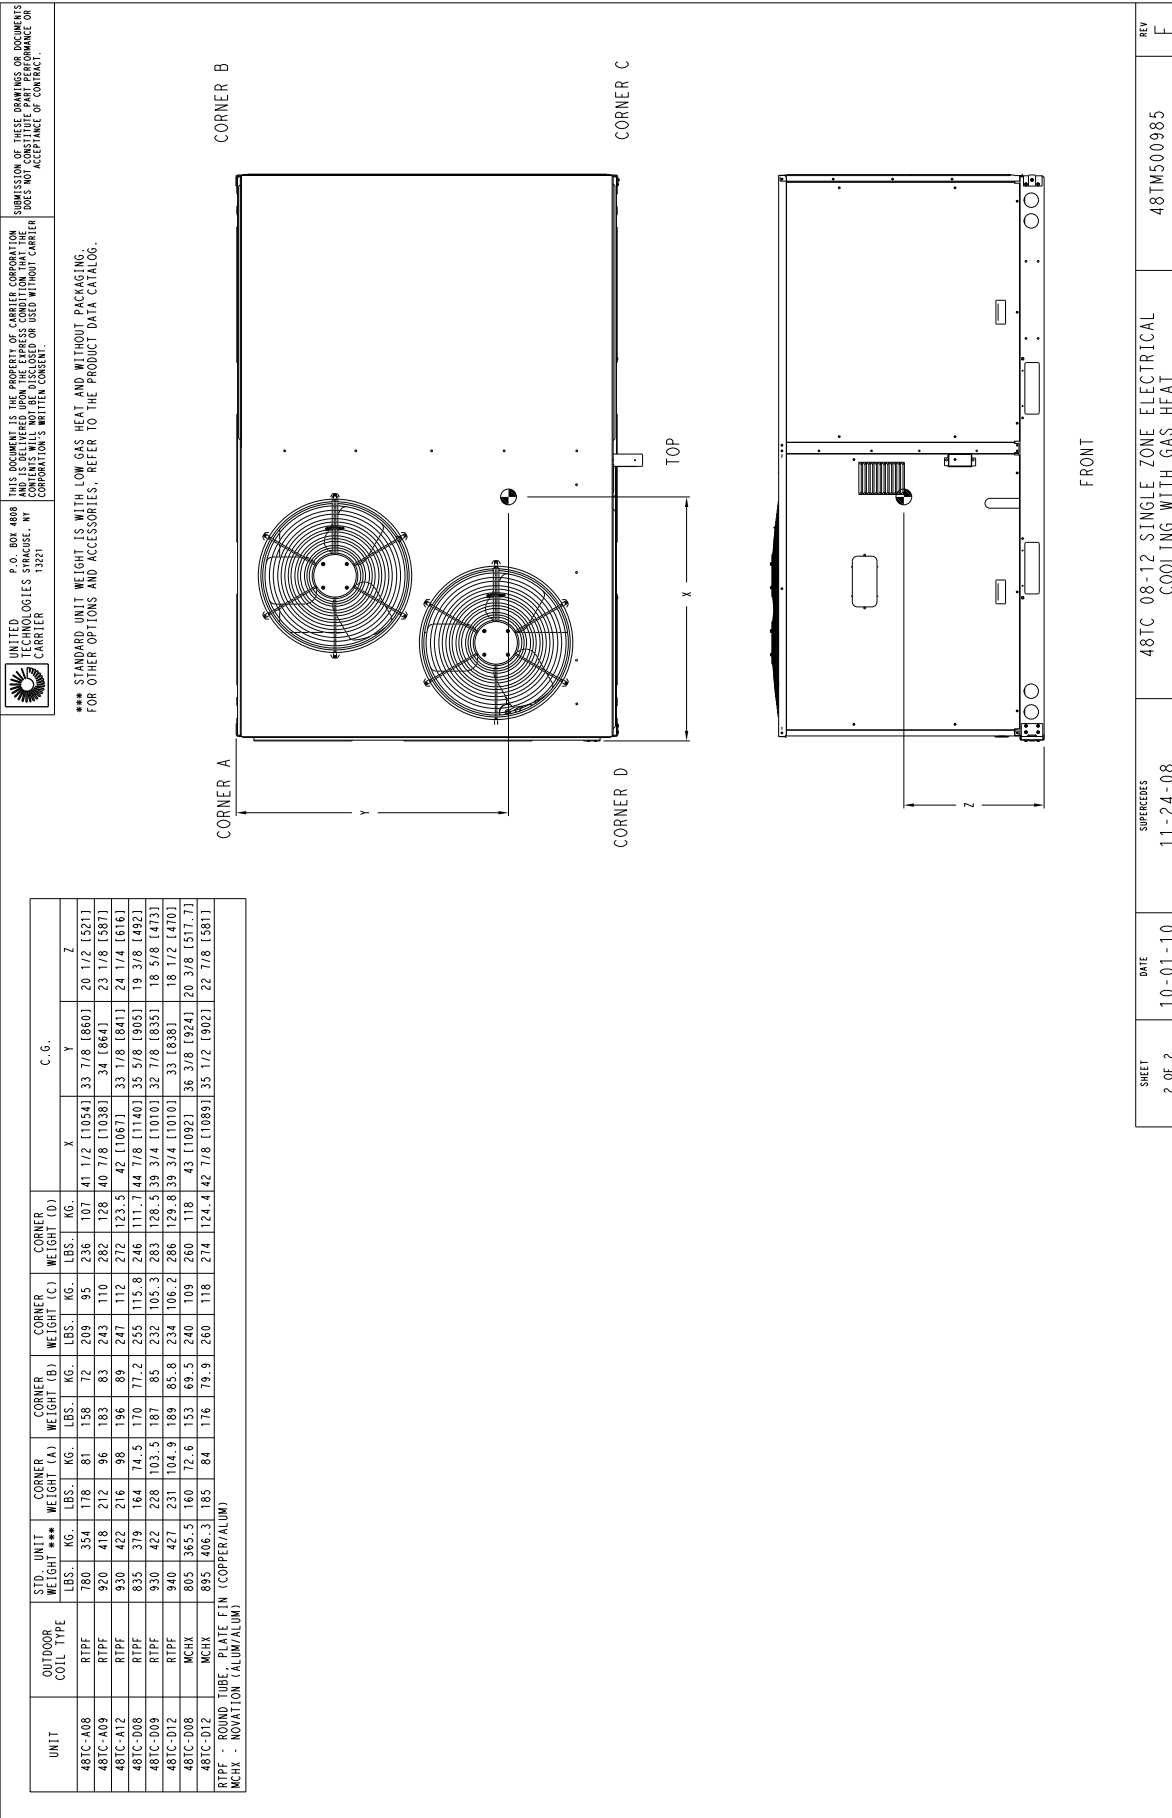 UNITED
TECHNOLOGIES
CARRIER
P.O. BOX 4808
SYRACUSE, NY
13221
THIS DOCUMENT IS THE PROPERTY OF CARRIER CORPORATION
AND IS DELIVERED UPON THE EXPRESS CONDITION THAT THE
CONTENTS WILL NOT BE DISCLOSED OR USED WITHOUT CARRIER
CORPORATION'S WRITTEN CONSENT.
SUBMISSION OF THESE DRAWINGS OR DOCUMENTS
DOES NOT CONSTITUTE PART PERFORMANCE OR
ACCEPTANCE OF CONTRACT.
UNIT OUTDOOR COIL TYPE STD. UNIT WEIGHT *** CORNER WEIGHT (A) CORNER WEIGHT (B) CORNER WEIGHT (C) CORNER WEIGHT (D) C.G.
LBS. KG. LBS. KG. LBS. KG. LBS. KG. LBS. KG. X Y Z
48TC-A08 RTPF 780 354 178 81 158 72 209 95 236 107 41 1/2 [1054] 33 7/8 [860] 20 1/2 [521]
48TC-A09 RTPF 920 418 212 96 183 83 243 110 282 128 40 7/8 [1038] 34 [864] 23 1/8 [587]
48TC-A12 RTPF 930 422 216 98 196 89 247 112 272 123.5 42 [1067] 33 1/8 [841] 24 1/4 [616]
48TC-D08 RTPF 835 379 164 74.5 170 77.2 255 115.8 246 111.7 44 7/8 [1140] 35 5/8 [905] 19 3/8 [492]
48TC-D09 RTPF 930 422 228 103.5 187 85 232 105.3 283 128.5 39 3/4 [1010] 32 7/8 [835] 18 5/8 [473]
48TC-D12 RTPF 940 427 231 104.9 189 85.8 234 106.2 286 129.8 39 3/4 [1010] 33 [838] 18 1/2 [470]
48TC-D08 MCHX 805 365.5 160 72.6 153 69.5 240 109 260 118 43 [1092] 36 3/8 [924] 20 3/8 [517.7]
48TC-D12 MCHX 895 406.3 185 84 176 79.9 260 118 274 124.4 42 7/8 [1089] 35 1/2 [902] 22 7/8 [581]
RTPF - ROUND TUBE, PLATE FIN (COPPER/ALUM)
MCHX - NOVATION (ALUM/ALUM)
*** STANDARD UNIT WEIGHT IS WITH LOW GAS HEAT AND WITHOUT PACKAGING.
FOR OTHER OPTIONS AND ACCESSORIES, REFER TO THE PRODUCT DATA CATALOG.
CORNER A
CORNER B
Y
CORNER D
CORNER C
X
TOP
Z
FRONT
SHEET
2 OF 2
DATE
10-01-10
SUPERCEDES
11-24-08
48TC 08-12 SINGLE ZONE ELECTRICAL
COOLING WITH GAS HEAT
48TM500985
REV